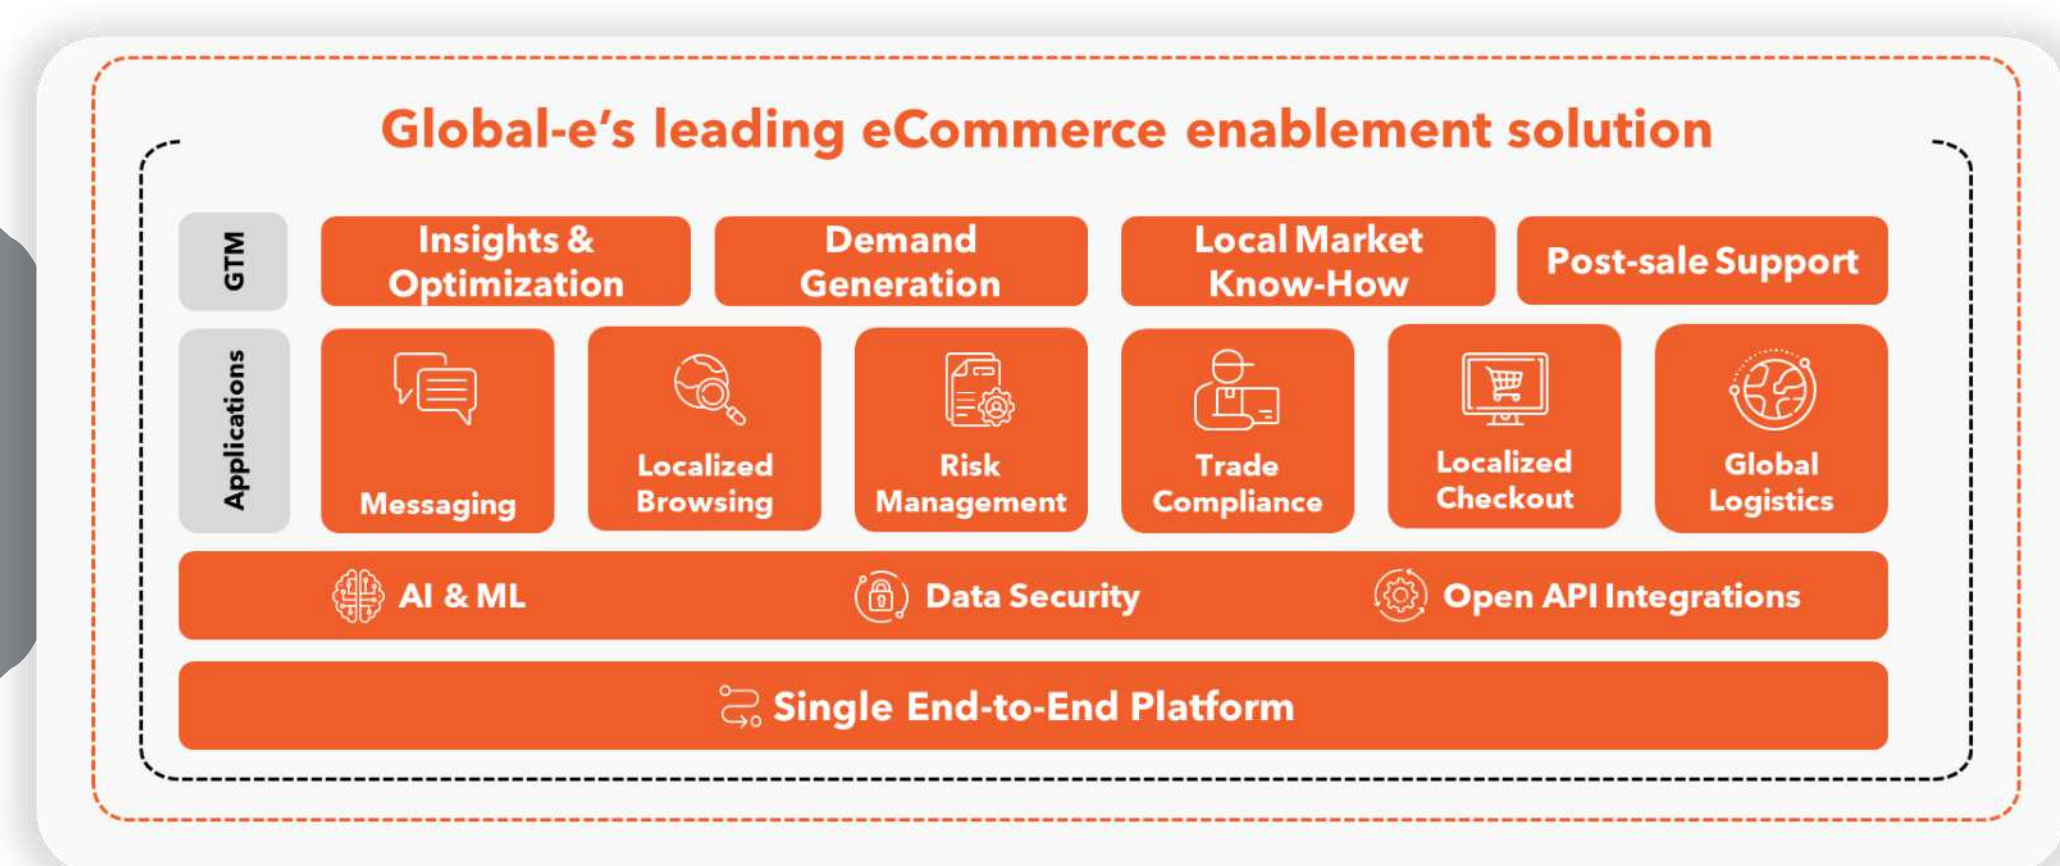 Global-e’s leading eCommerce enablement solution
GTM
Insights &
Optimization
Demand
Generation
Local Market
Know-How
Post-sale Support
Applications
Messaging
Localized
Browsing
Risk
Management
Trade
Compliance
Localized
Checkout
Global
Logistics
AI & ML
Data Security
Open API Integrations
Single End-to-End Platform